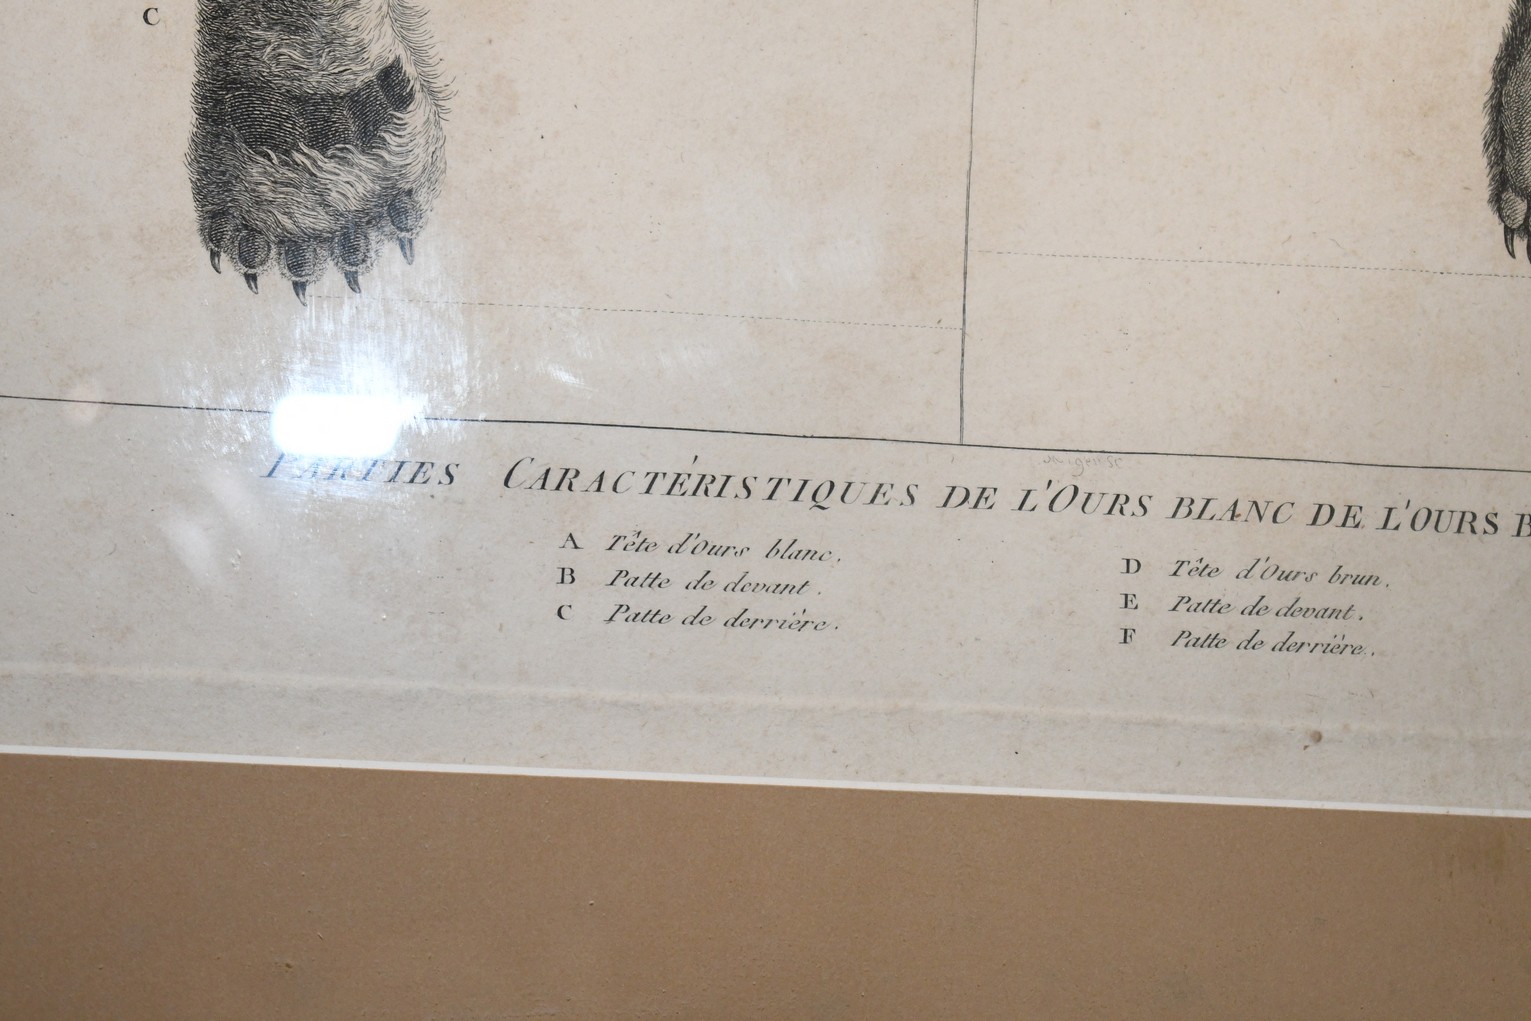 C
PARTIES CARACTÉRISTIQUES DE L'OURS BLANC DE L'OURS B
A Tête d'Ours blanc.
B Patte de devant.
C Patte de derrière.
D Tête d'Ours brun.
E Patte de devant.
F Patte de derrière.